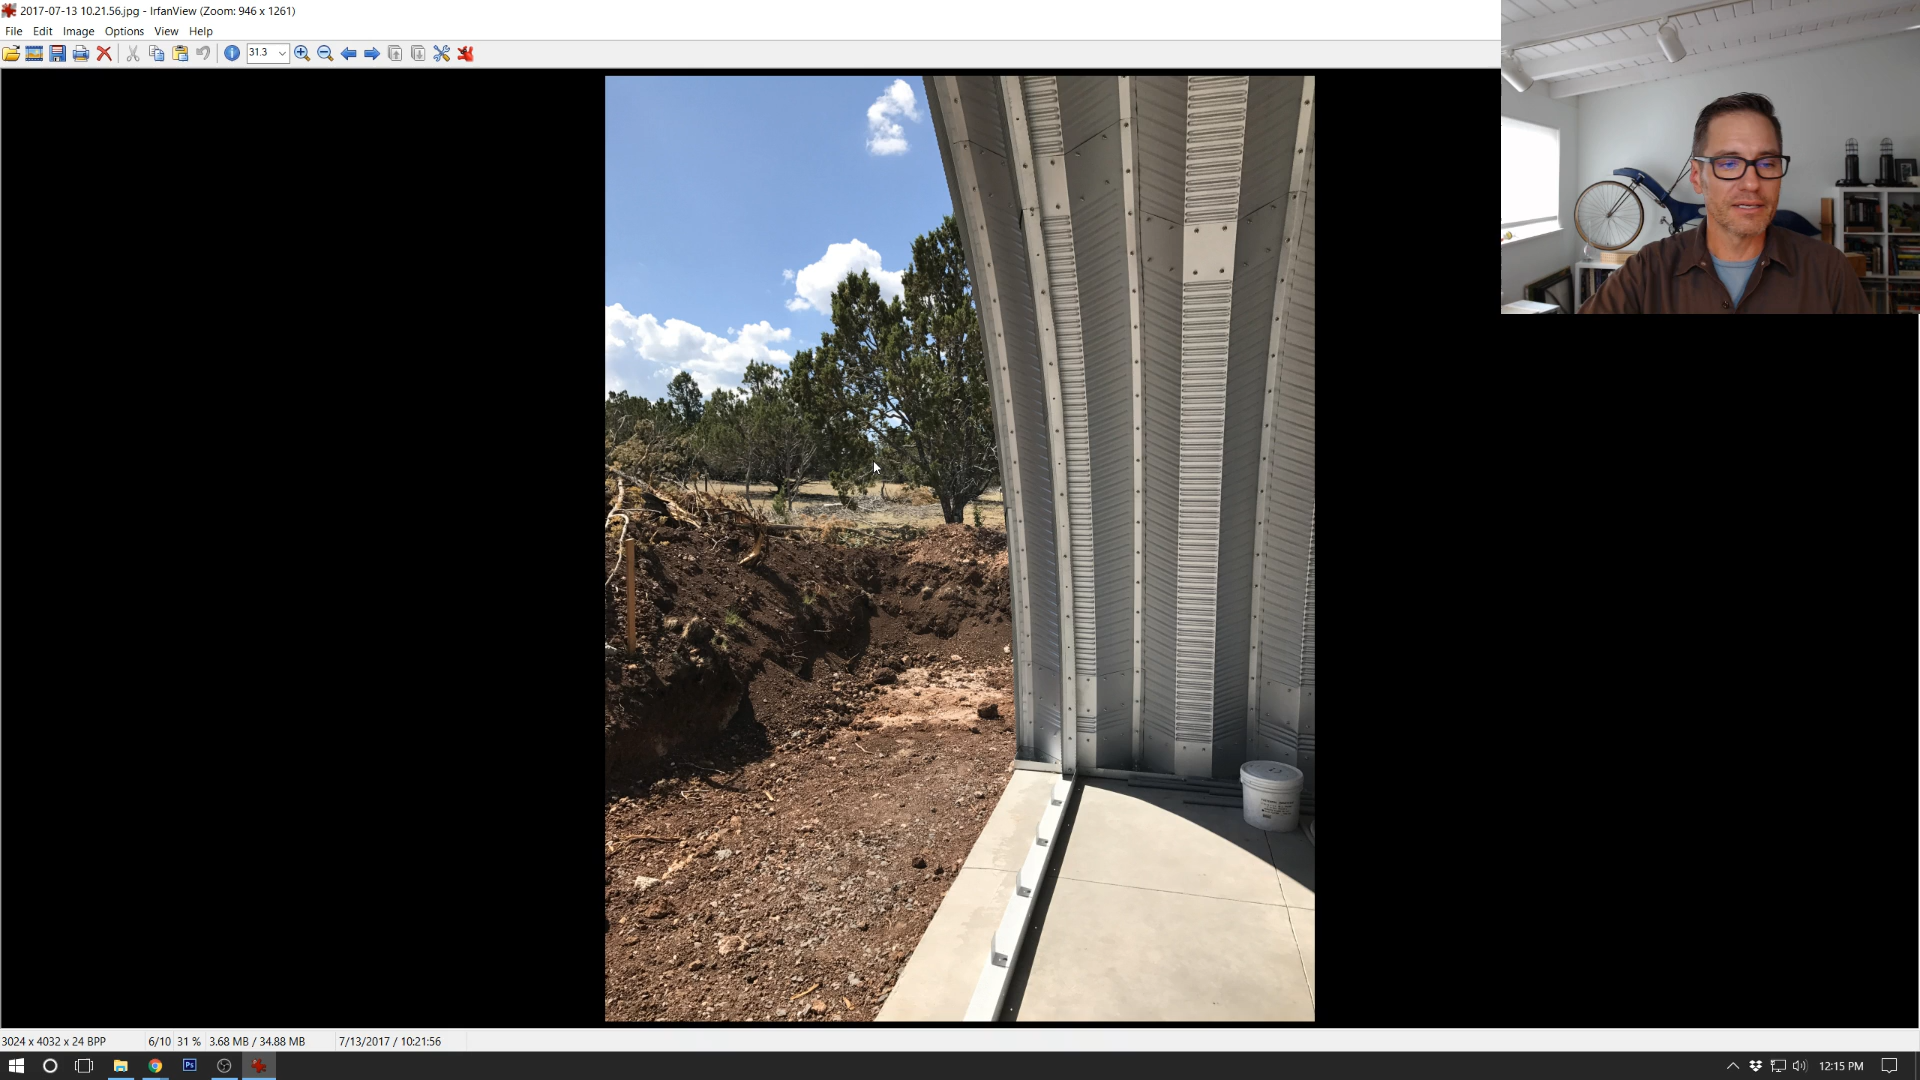 2017-07-13 10.21.56.jpg - IrfanView (Zoom: 946 x 1261)
File Edit Image Options View Help
31.3
3024 x 4032 x 24 BPP 6/10 31 % 3.68 MB / 34.88 MB 7/13/2017 / 10:21:56
Ps 12:15 PM